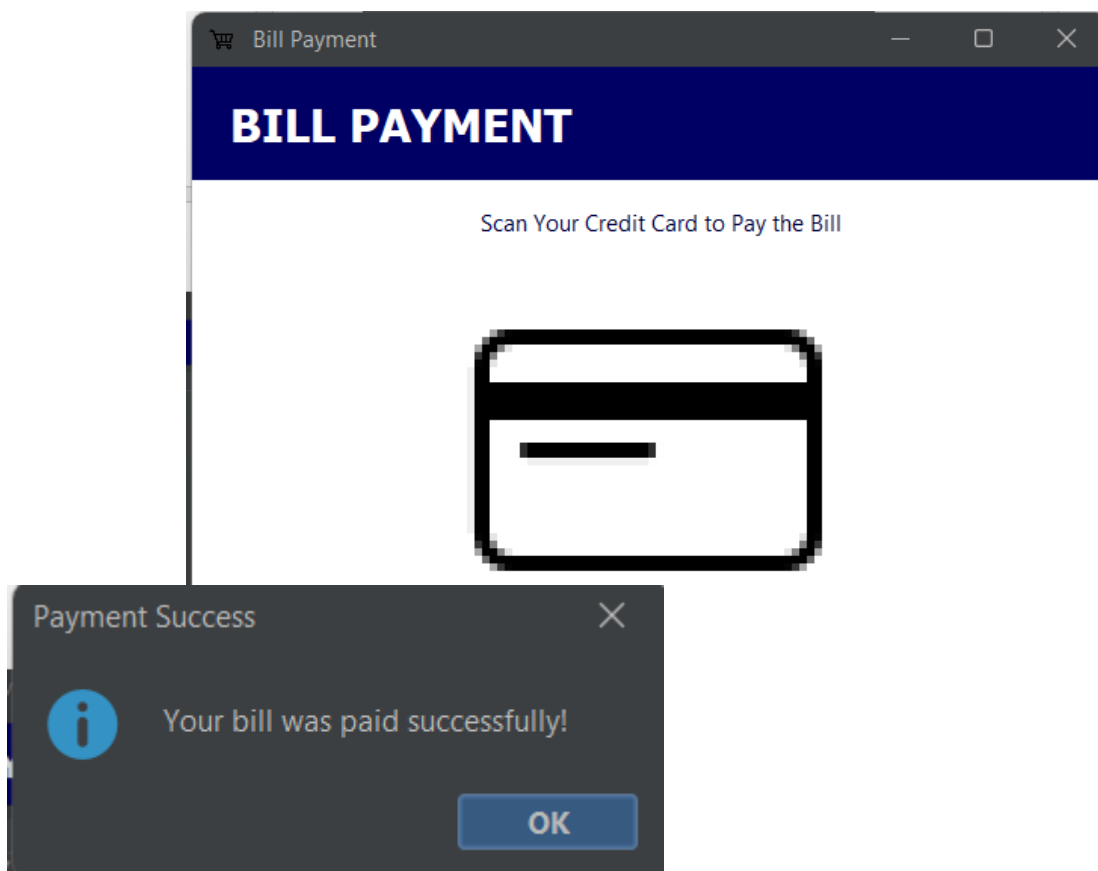 Bill Payment
BILL PAYMENT
Scan Your Credit Card to Pay the Bill
Payment Success
Your bill was paid successfully!
OK